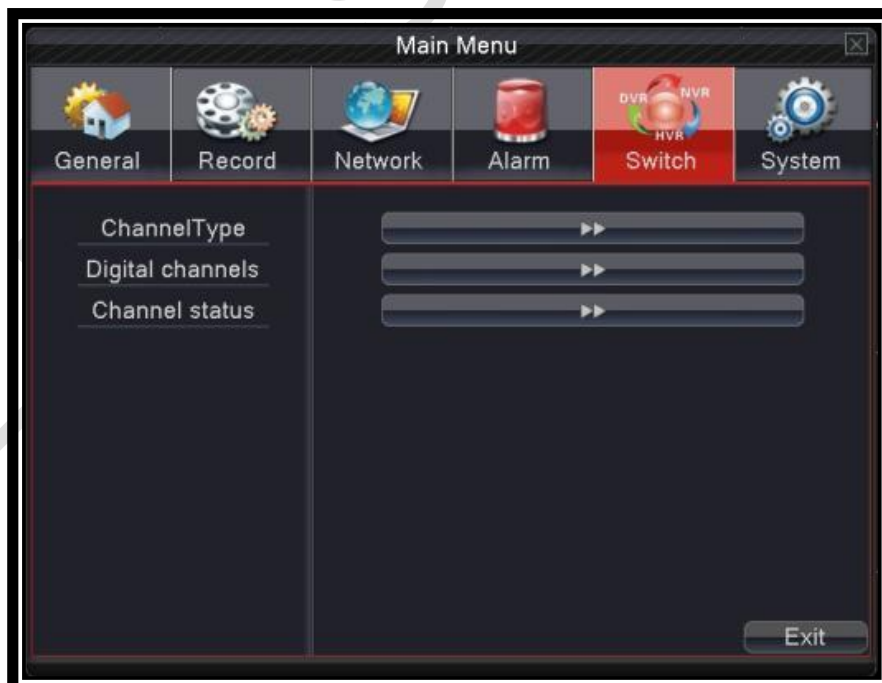 Main Menu
General Record Network Alarm Switch System
DVR NVR
HVR
ChannelType
Digital channels
Channel status
Exit